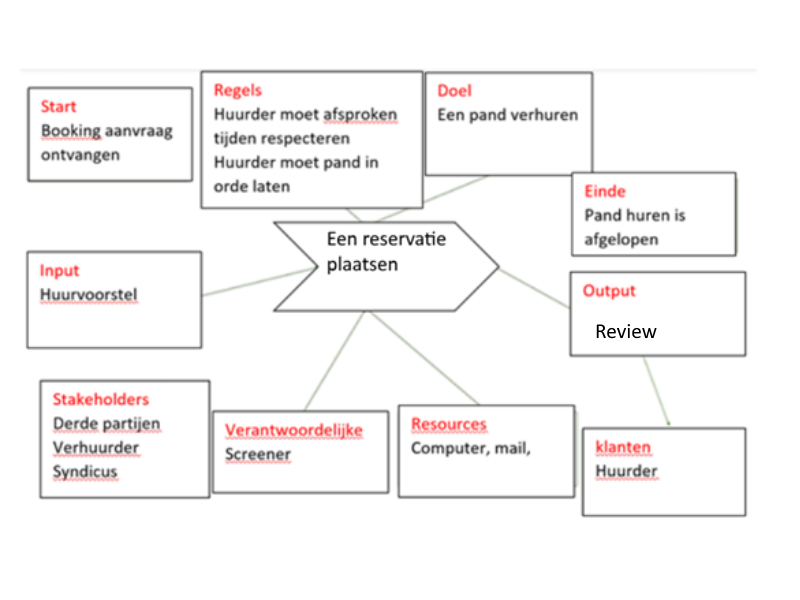 Start
Booking aanvraag
ontvangen
Regels
Huurder moet afsproken
tijden respecteren
Huurder moet pand in
orde laten
Doel
Een pand verhuren
Einde
Pand huren is
afgelopen
Een reservatie
plaatsen
Input
Huurvoorstel
Output
Review
Stakeholders
Derde partijen
Verhuurder
Syndicus
Verantwoordelijke
Screener
Resources
Computer, mail,
klanten
Huurder